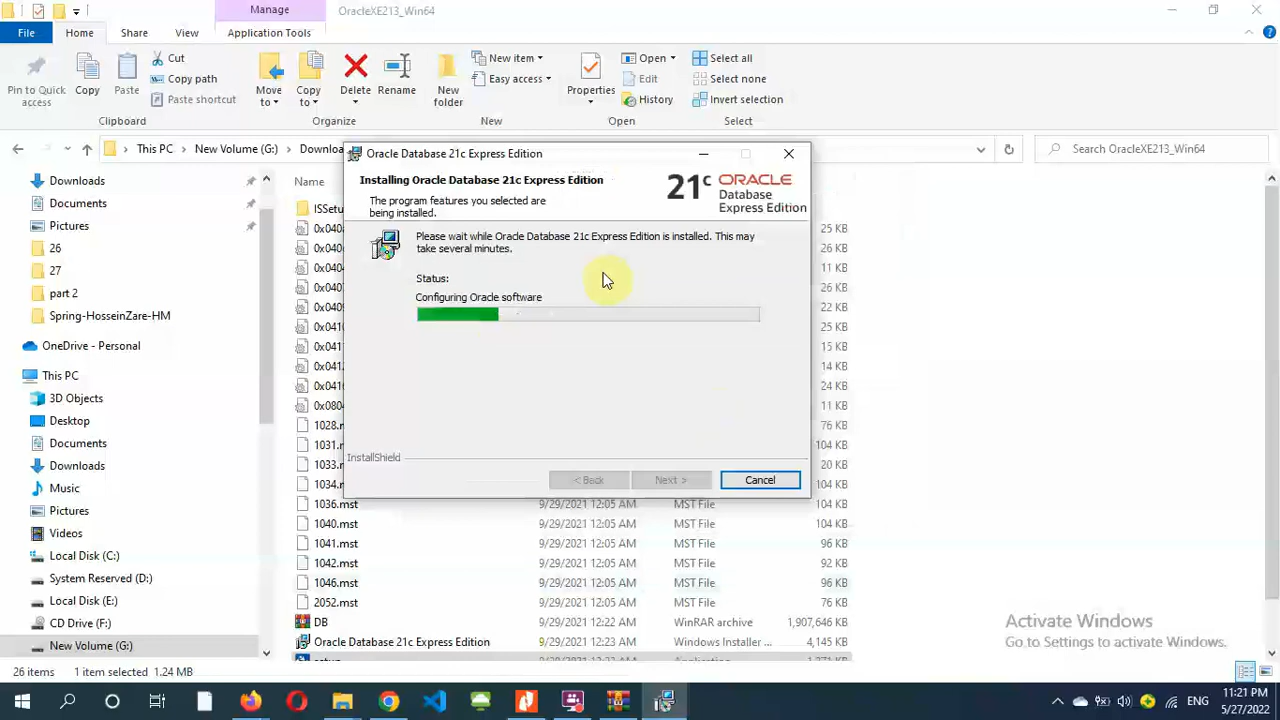 Manage
OracleXE213_Win64
File
Home
Share
View
Application Tools
Pin to Quick access
Copy
Paste
Cut
Copy path
Paste shortcut
Clipboard
Move to
Copy to
Delete
Rename
Organize
New folder
New item
Easy access
New
Properties
Open
Edit
History
Open
Select all
Select none
Invert selection
Select
This PC
New Volume (G:)
Search OracleXE213_Win64
Downloads
Documents
Pictures
26
27
part 2
Spring-HosseinZare-HM
OneDrive - Personal
This PC
3D Objects
Desktop
Documents
Downloads
Music
Pictures
Videos
Local Disk (C:)
System Reserved (D:)
Local Disk (E:)
CD Drive (F:)
New Volume (G:)
Name
Oracle Database 21c Express Edition
Installing Oracle Database 21c Express Edition
The program features you selected are
being installed.
21c ORACLE
Database
Express Edition
Please wait while Oracle Database 21c Express Edition is installed. This may
take several minutes.
Status:
Configuring Oracle software
InstallShield
< Back
Next >
Cancel
25 KB
11 KB
15 KB
24 KB
11 KB
76 KB
104 KB
20 KB
1028.mst
1031.mst
1033.mst
1034.mst
1036.mst 9/29/2021 12:05 AM MST File 104 KB
1040.mst 9/29/2021 12:05 AM MST File 104 KB
1041.mst 9/29/2021 12:05 AM MST File 96 KB
1042.mst 9/29/2021 12:05 AM MST File 92 KB
1046.mst 9/29/2021 12:05 AM MST File 96 KB
2052.mst 9/29/2021 12:05 AM MST File 76 KB
DB 9/29/2021 12:22 AM WinRAR archive 1,907,646 KB
Oracle Database 21c Express Edition 9/29/2021 12:23 AM Windows Installer ... 4,145 KB
Activate Windows
Go to Settings to activate Windows.
26 items
1 item selected 1.24 MB
ENG
11:21 PM
5/27/2022